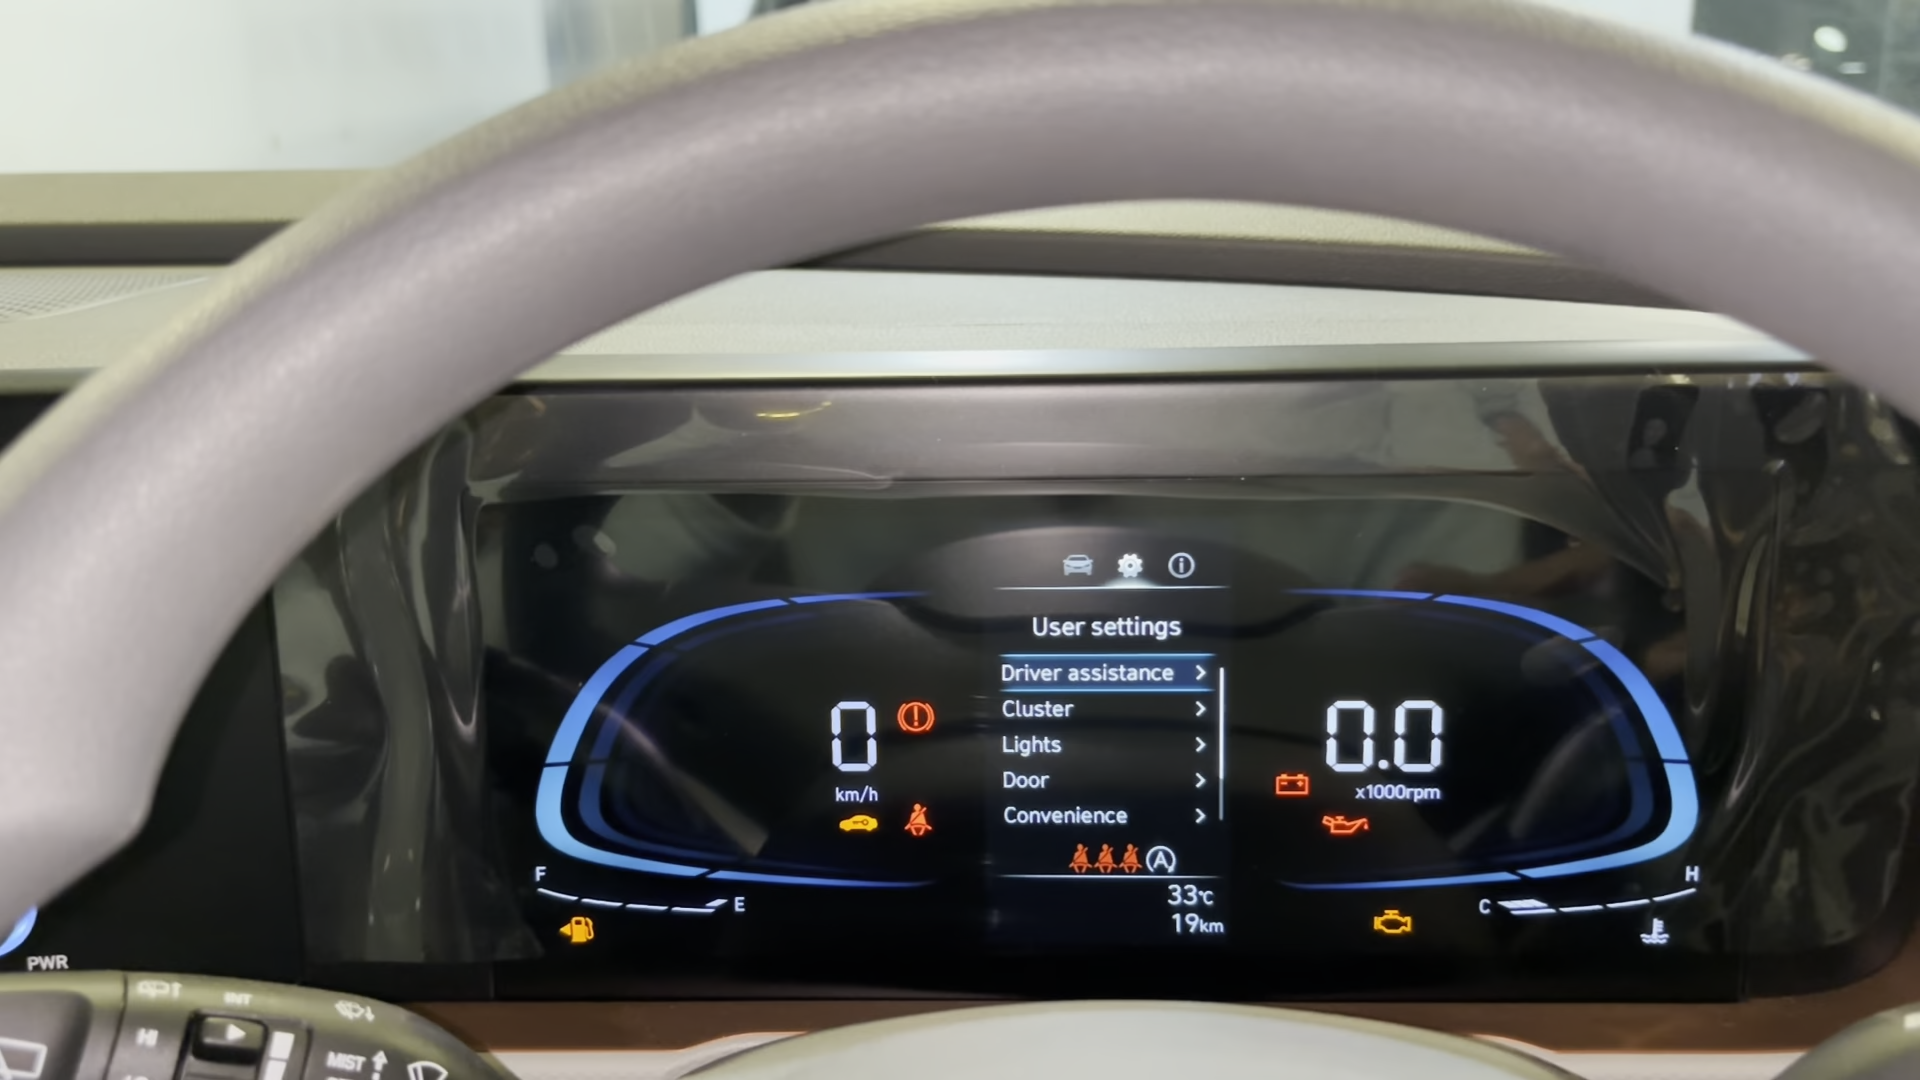 User settings
Driver assistance
Cluster
Lights
Door
Convenience
0
km/h
0.0
x1000rpm
A
F
E
33℃
19km
C
H
PWR
INT
HI
MIST